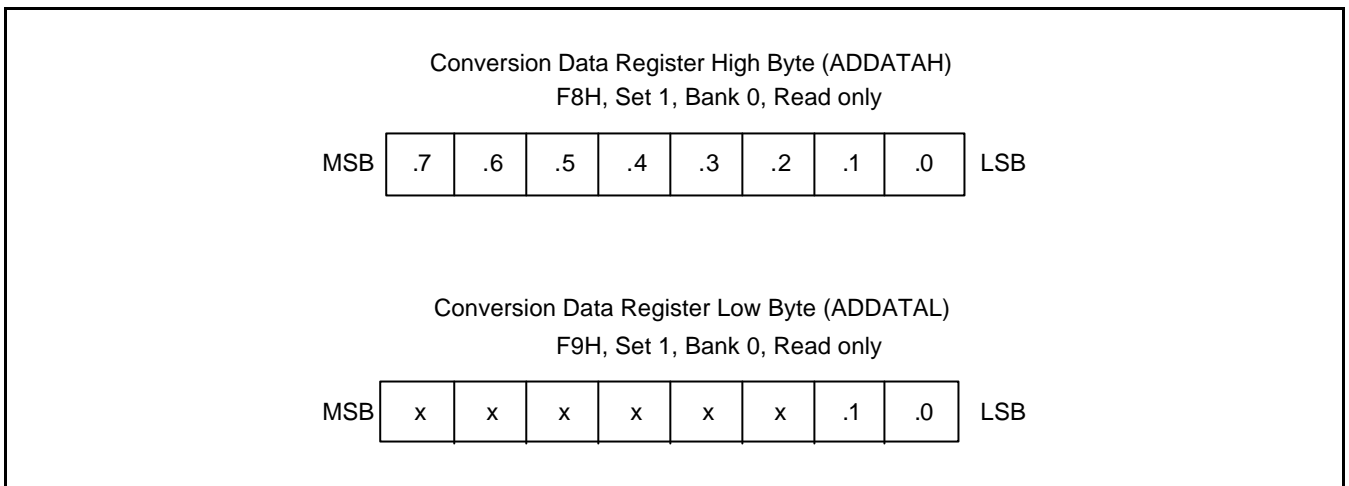 Conversion Data Register High Byte (ADDATAH)
F8H, Set 1, Bank 0, Read only
MSB .7 .6 .5 .4 .3 .2 .1 .0 LSB
Conversion Data Register Low Byte (ADDATAL)
F9H, Set 1, Bank 0, Read only
MSB x x x x x x .1 .0 LSB